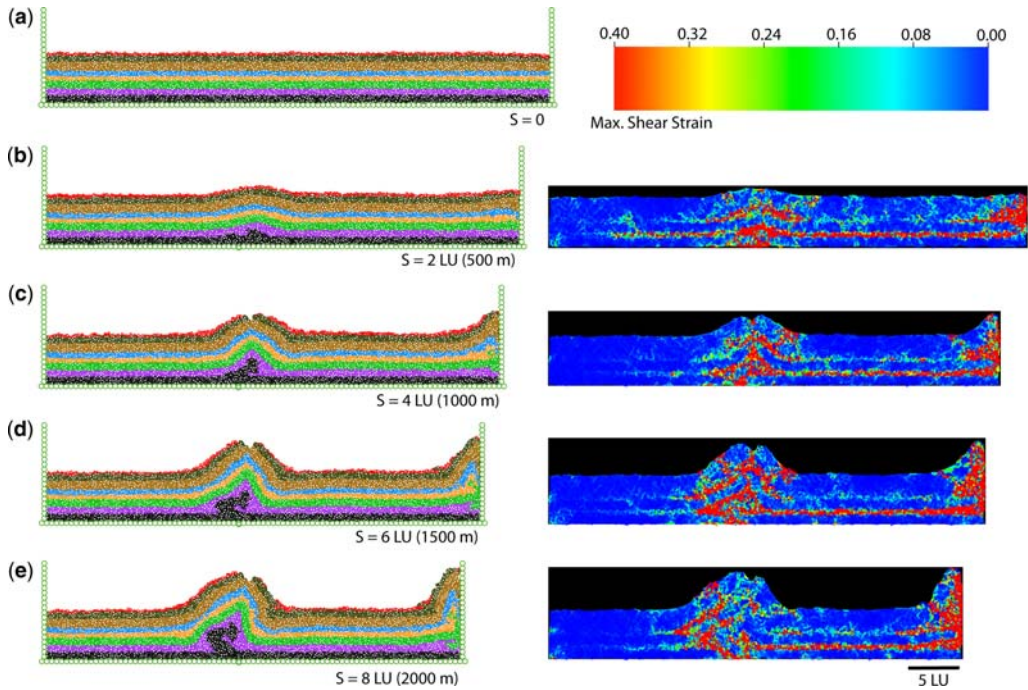 (a)
0.40 0.32 0.24 0.16 0.08 0.00
S = 0
Max. Shear Strain
(b)
S = 2 LU (500 m)
(c)
S = 4 LU (1000 m)
(d)
S = 6 LU (1500 m)
(e)
S = 8 LU (2000 m)
5 LU